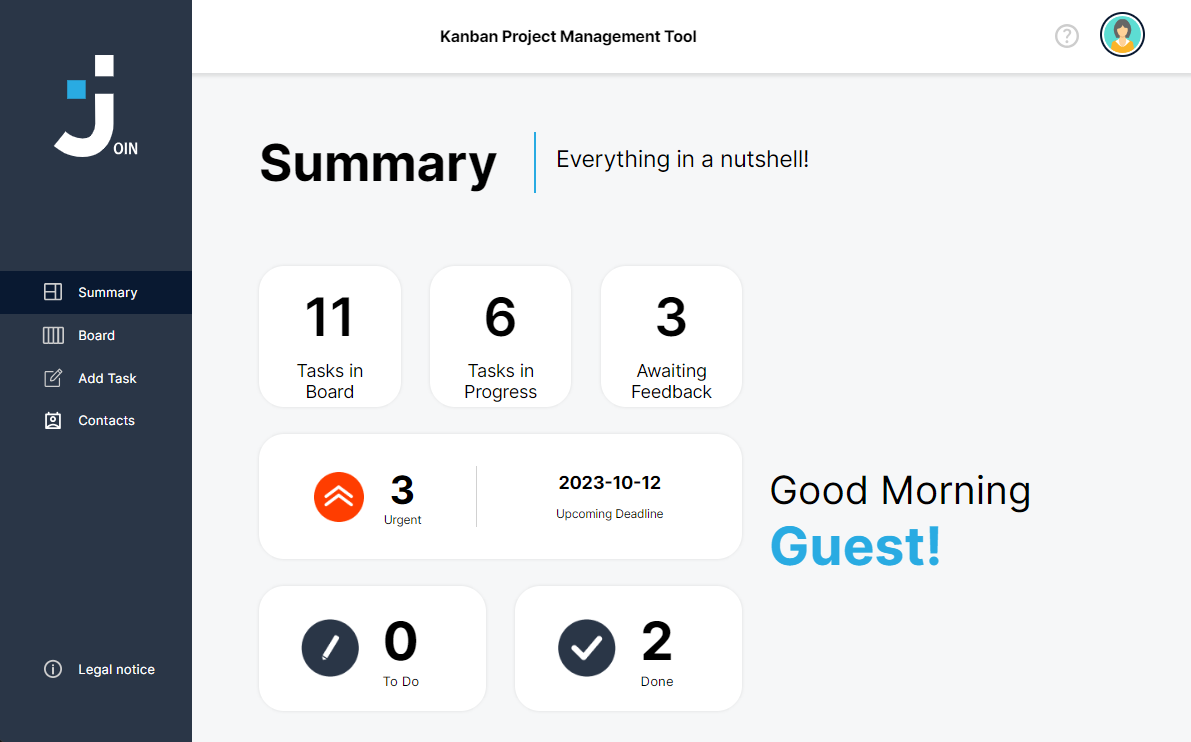 Kanban Project Management Tool
?
JOIN
Summary
Everything in a nutshell!
Summary
Board
Add Task
Contacts
Legal notice
11
Tasks in
Board
6
Tasks in
Progress
3
Awaiting
Feedback
3
Urgent
2023-10-12
Upcoming Deadline
Good Morning
Guest!
0
To Do
2
Done